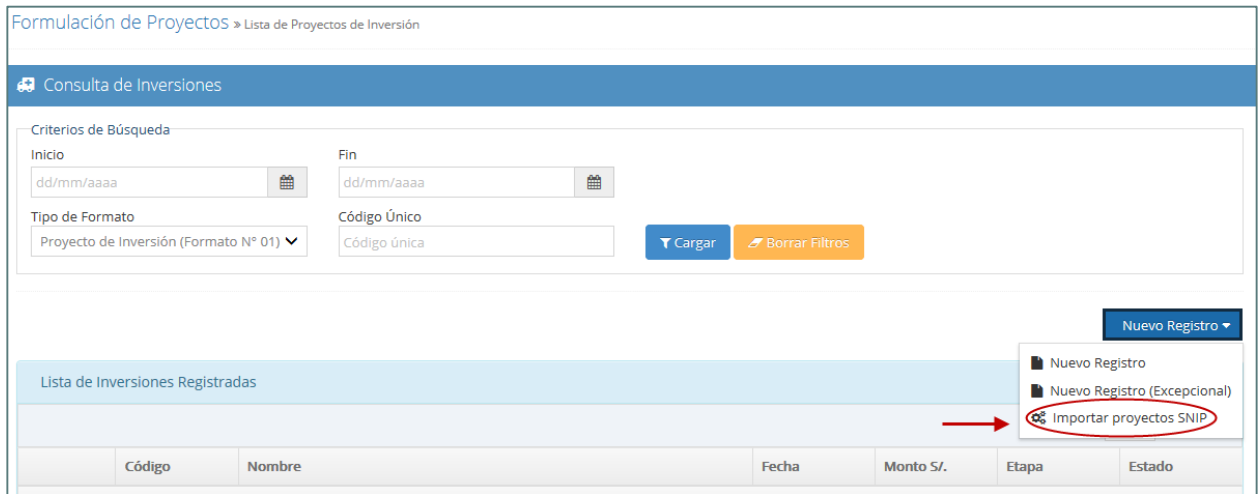 Formulación de Proyectos » Lista de Proyectos de Inversión
Consulta de Inversiones
Criterios de Búsqueda
Inicio Fin
dd/mm/aaaa dd/mm/aaaa
Tipo de Formato Código Único
Proyecto de Inversión (Formato N° 01) Código única Cargar Borrar Filtros
Nuevo Registro
Nuevo Registro
Lista de Inversiones Registradas
Nuevo Registro (Excepcional)
Importar proyectos SNIP
Código Nombre Fecha Monto S/. Etapa Estado